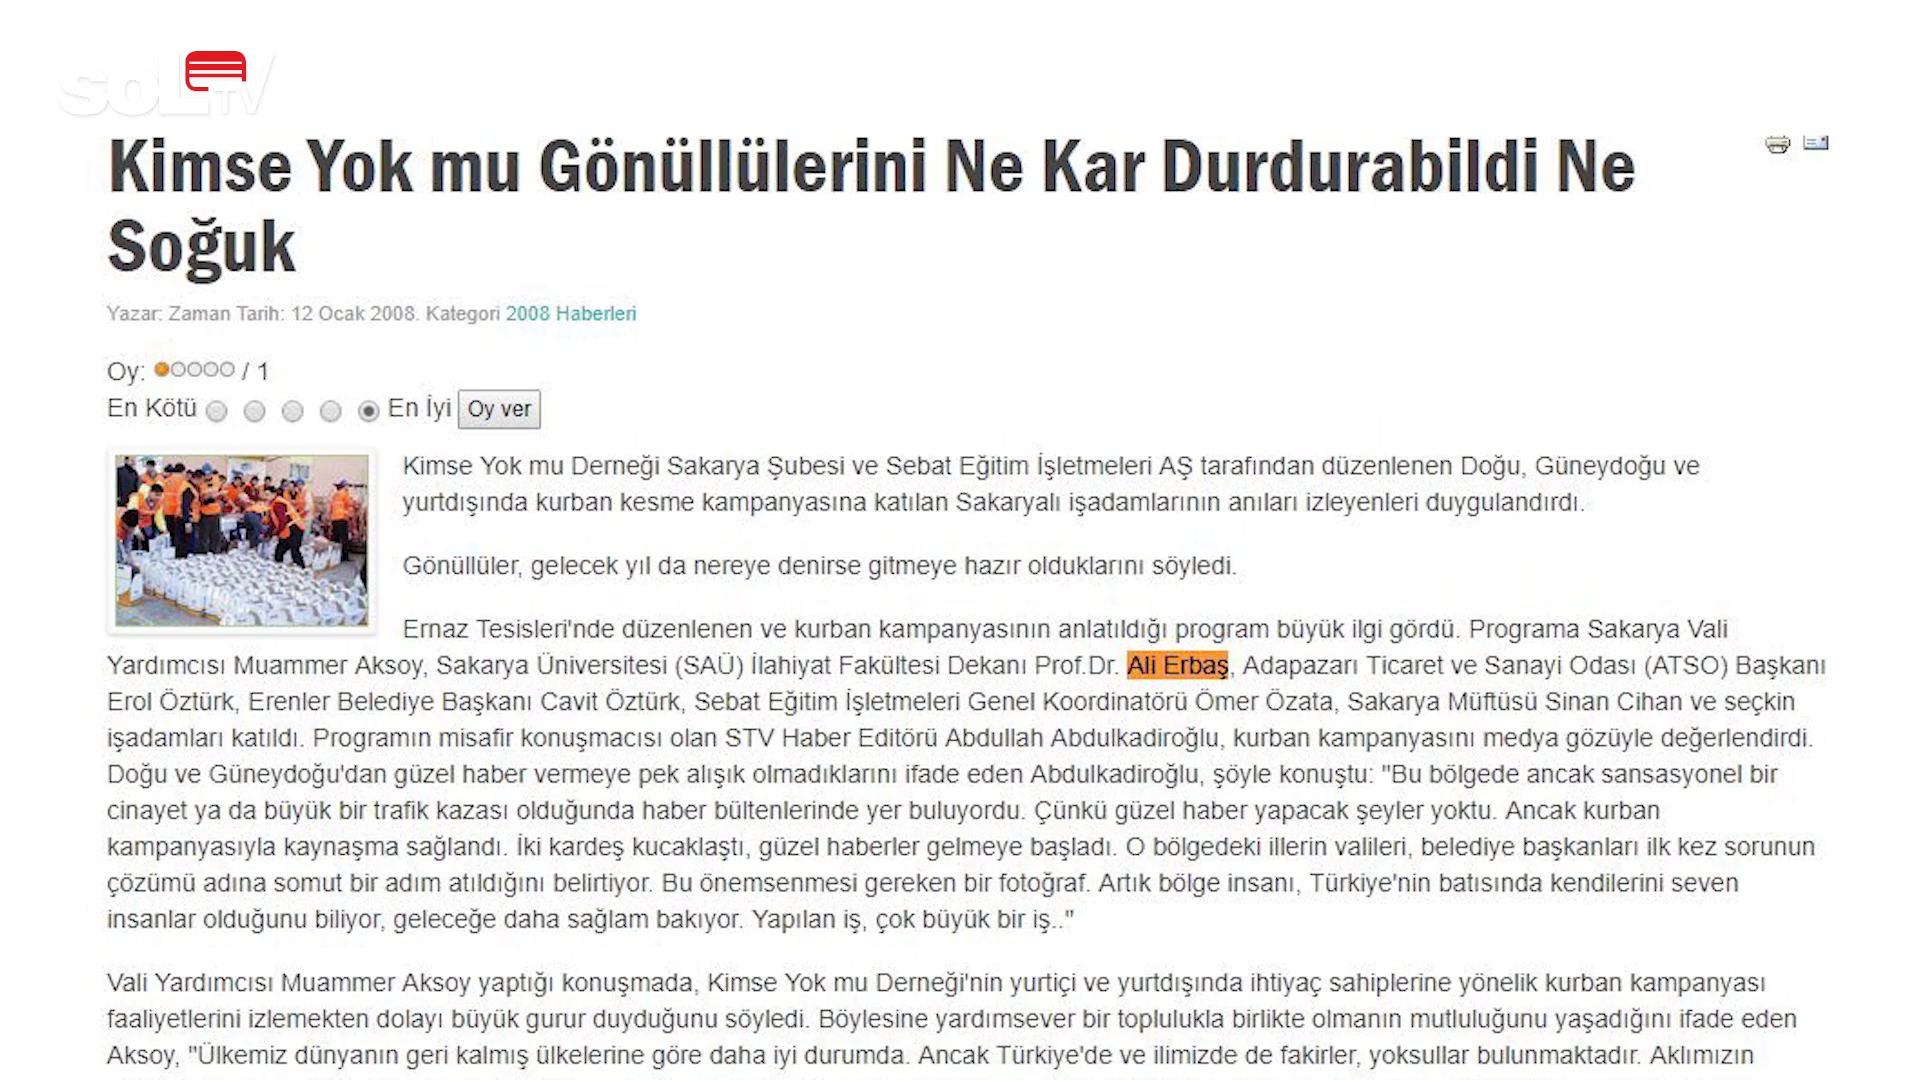 soL TV
Kimse Yok mu Gönüllülerini Ne Kar Durdurabildi Ne
Soğuk
Yazar: Zaman Tarih: 12 Ocak 2008. Kategori 2008 Haberleri
Oy: / 1
En Kötü En İyi Oy ver
Kimse Yok mu Derneği Sakarya Şubesi ve Sebat Eğitim İşletmeleri AŞ tarafından düzenlenen Doğu, Güneydoğu ve
yurtdışında kurban kesme kampanyasına katılan Sakaryalı işadamlarının anıları izleyenleri duygulandırdı.
Gönüllüler, gelecek yıl da nereye denirse gitmeye hazır olduklarını söyledi.
Ernaz Tesisleri'nde düzenlenen ve kurban kampanyasının anlatıldığı program büyük ilgi gördü. Programa Sakarya Vali
Yardımcısı Muammer Aksoy, Sakarya Üniversitesi (SAÜ) İlahiyat Fakültesi Dekanı Prof.Dr. Ali Erbaş, Adapazarı Ticaret ve Sanayi Odası (ATSO) Başkanı
Erol Öztürk, Erenler Belediye Başkanı Cavit Öztürk, Sebat Eğitim İşletmeleri Genel Koordinatörü Ömer Özata, Sakarya Müftüsü Sinan Cihan ve seçkin
işadamları katıldı. Programın misafir konuşmacısı olan STV Haber Editörü Abdullah Abdulkadiroğlu, kurban kampanyasını medya gözüyle değerlendirdi.
Doğu ve Güneydoğu'dan güzel haber vermeye pek alışık olmadıklarını ifade eden Abdulkadiroğlu, şöyle konuştu: "Bu bölgede ancak sansasyonel bir
cinayet ya da büyük bir trafik kazası olduğunda haber bültenlerinde yer buluyordu. Çünkü güzel haber yapacak şeyler yoktu. Ancak kurban
kampanyasıyla kaynaşma sağlandı. İki kardeş kucaklaştı, güzel haberler gelmeye başladı. O bölgedeki illerin valileri, belediye başkanları ilk kez sorunun
çözümü adına somut bir adım atıldığını belirtiyor. Bu önemsenmesi gereken bir fotoğraf. Artık bölge insanı, Türkiye'nin batısında kendilerini seven
insanlar olduğunu biliyor, geleceğe daha sağlam bakıyor. Yapılan iş, çok büyük bir iş.."
Vali Yardımcısı Muammer Aksoy yaptığı konuşmada, Kimse Yok mu Derneği'nin yurtiçi ve yurtdışında ihtiyaç sahiplerine yönelik kurban kampanyası
faaliyetlerini izlemekten dolayı büyük gurur duyduğunu söyledi. Böylesine yardımsever bir toplulukla birlikte olmanın mutluluğunu yaşadığını ifade eden
Aksoy, "Ülkemiz dünyanın geri kalmış ülkelerine göre daha iyi durumda. Ancak Türkiye'de ve ilimizde de fakirler, yoksullar bulunmaktadır. Aklımızın